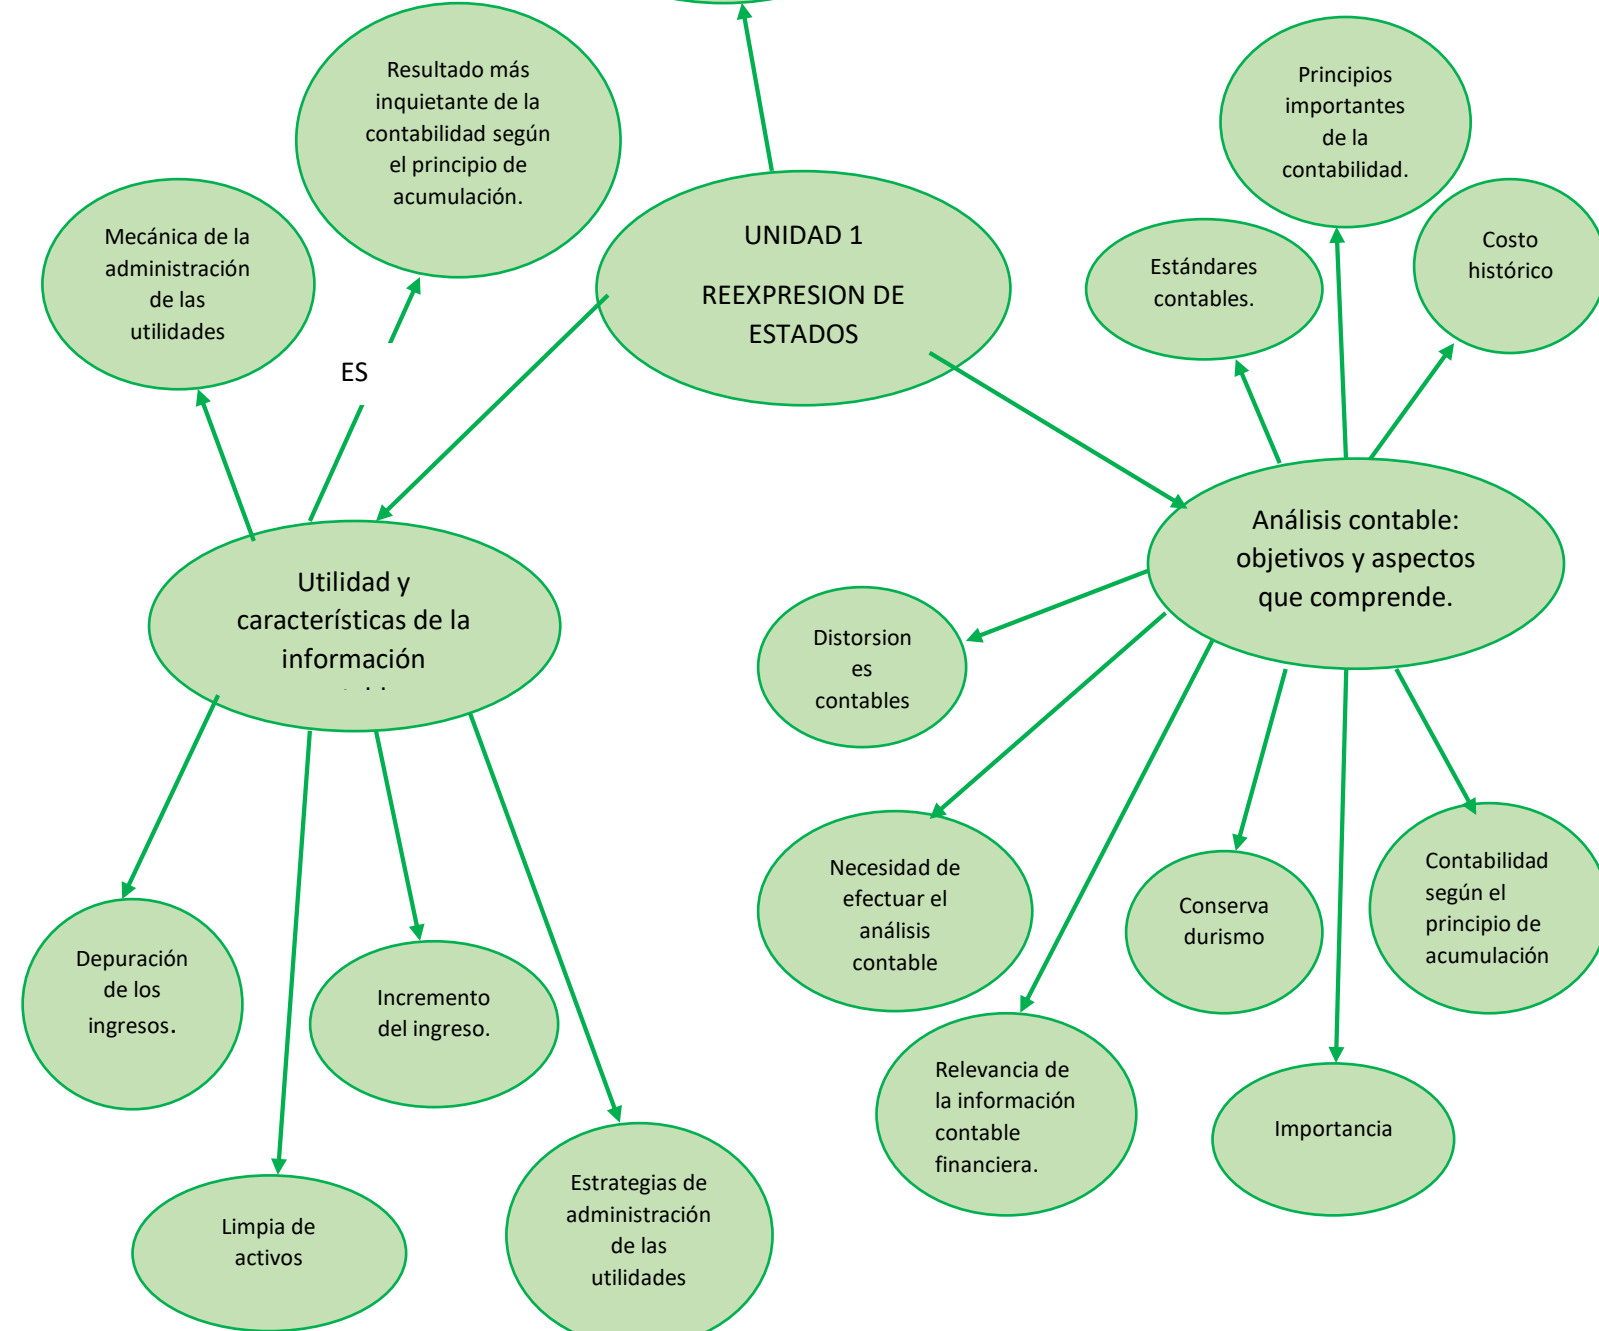 Resultado más
inquietante de la
contabilidad según
el principio de
acumulación.
Principios
importantes
de la
contabilidad.
Mecánica de la
administración
de las
utilidades
UNIDAD 1
REEXPRESION DE
ESTADOS
Estándares
contables.
Costo
histórico
ES
Utilidad y
características de la
información
Análisis contable:
objetivos y aspectos
que comprende.
Distorsion
es
contables
Necesidad de
efectuar el
análisis
contable
Conserva
durismo
Contabilidad
según el
principio de
acumulación
Depuración
de los
ingresos.
Incremento
del ingreso.
Relevancia de
la información
contable
financiera.
Importancia
Limpia de
activos
Estrategias de
administración
de las
utilidades